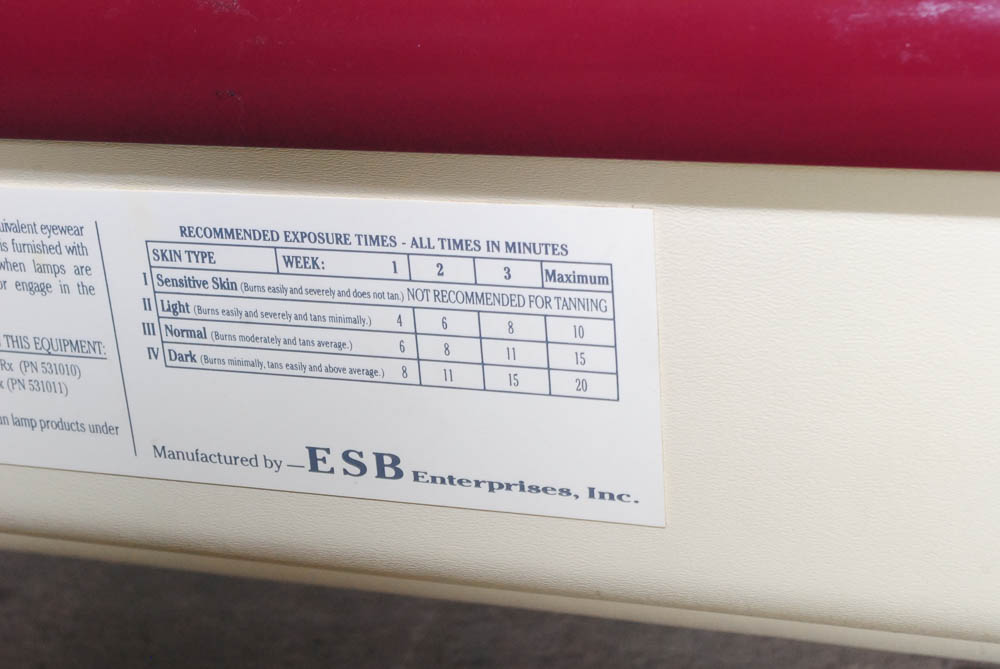 uivalent eyewear
is furnished with
when lamps are
or engage in the
THIS EQUIPMENT:
Rx (PN 531010)
x (PN 531011)
an lamp products under
RECOMMENDED EXPOSURE TIMES - ALL TIMES IN MINUTES
SKIN TYPE WEEK: 1 2 3 Maximum
I Sensitive Skin (Burns easily and severely and does not tan.) NOT RECOMMENDED FOR TANNING
II Light (Burns easily and severely and tans minimally.) 4 6 8 10
III Normal (Burns moderately and tans average.) 6 8 11 15
IV Dark (Burns minimally, tans easily and above average.) 8 11 15 20
Manufactured by — ESB Enterprises, Inc.